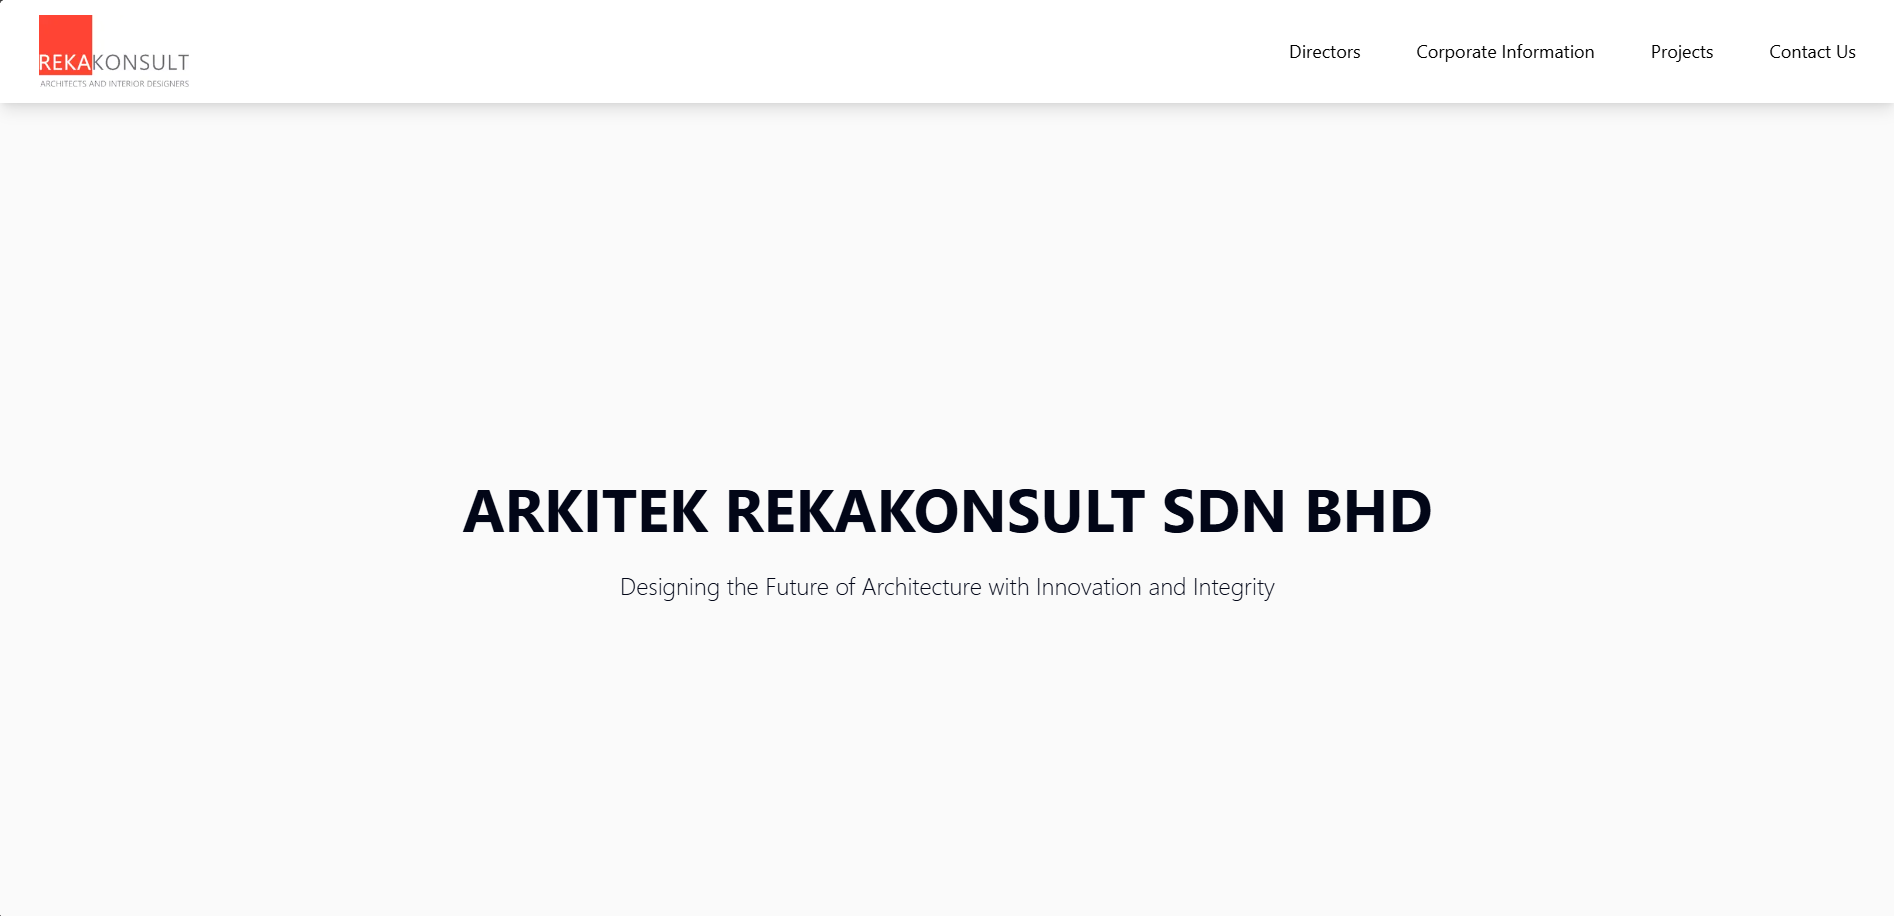 REKAKONSULT
ARCHITECTS AND INTERIOR DESIGNERS
Directors
Corporate Information
Projects
Contact Us
ARKITEK REKAKONSULT SDN BHD
Designing the Future of Architecture with Innovation and Integrity